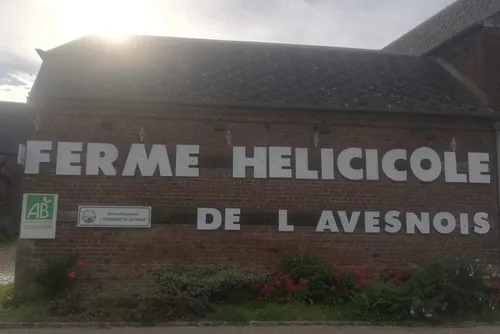 FERME HELICICOLE
DE L AVESNOIS
AB